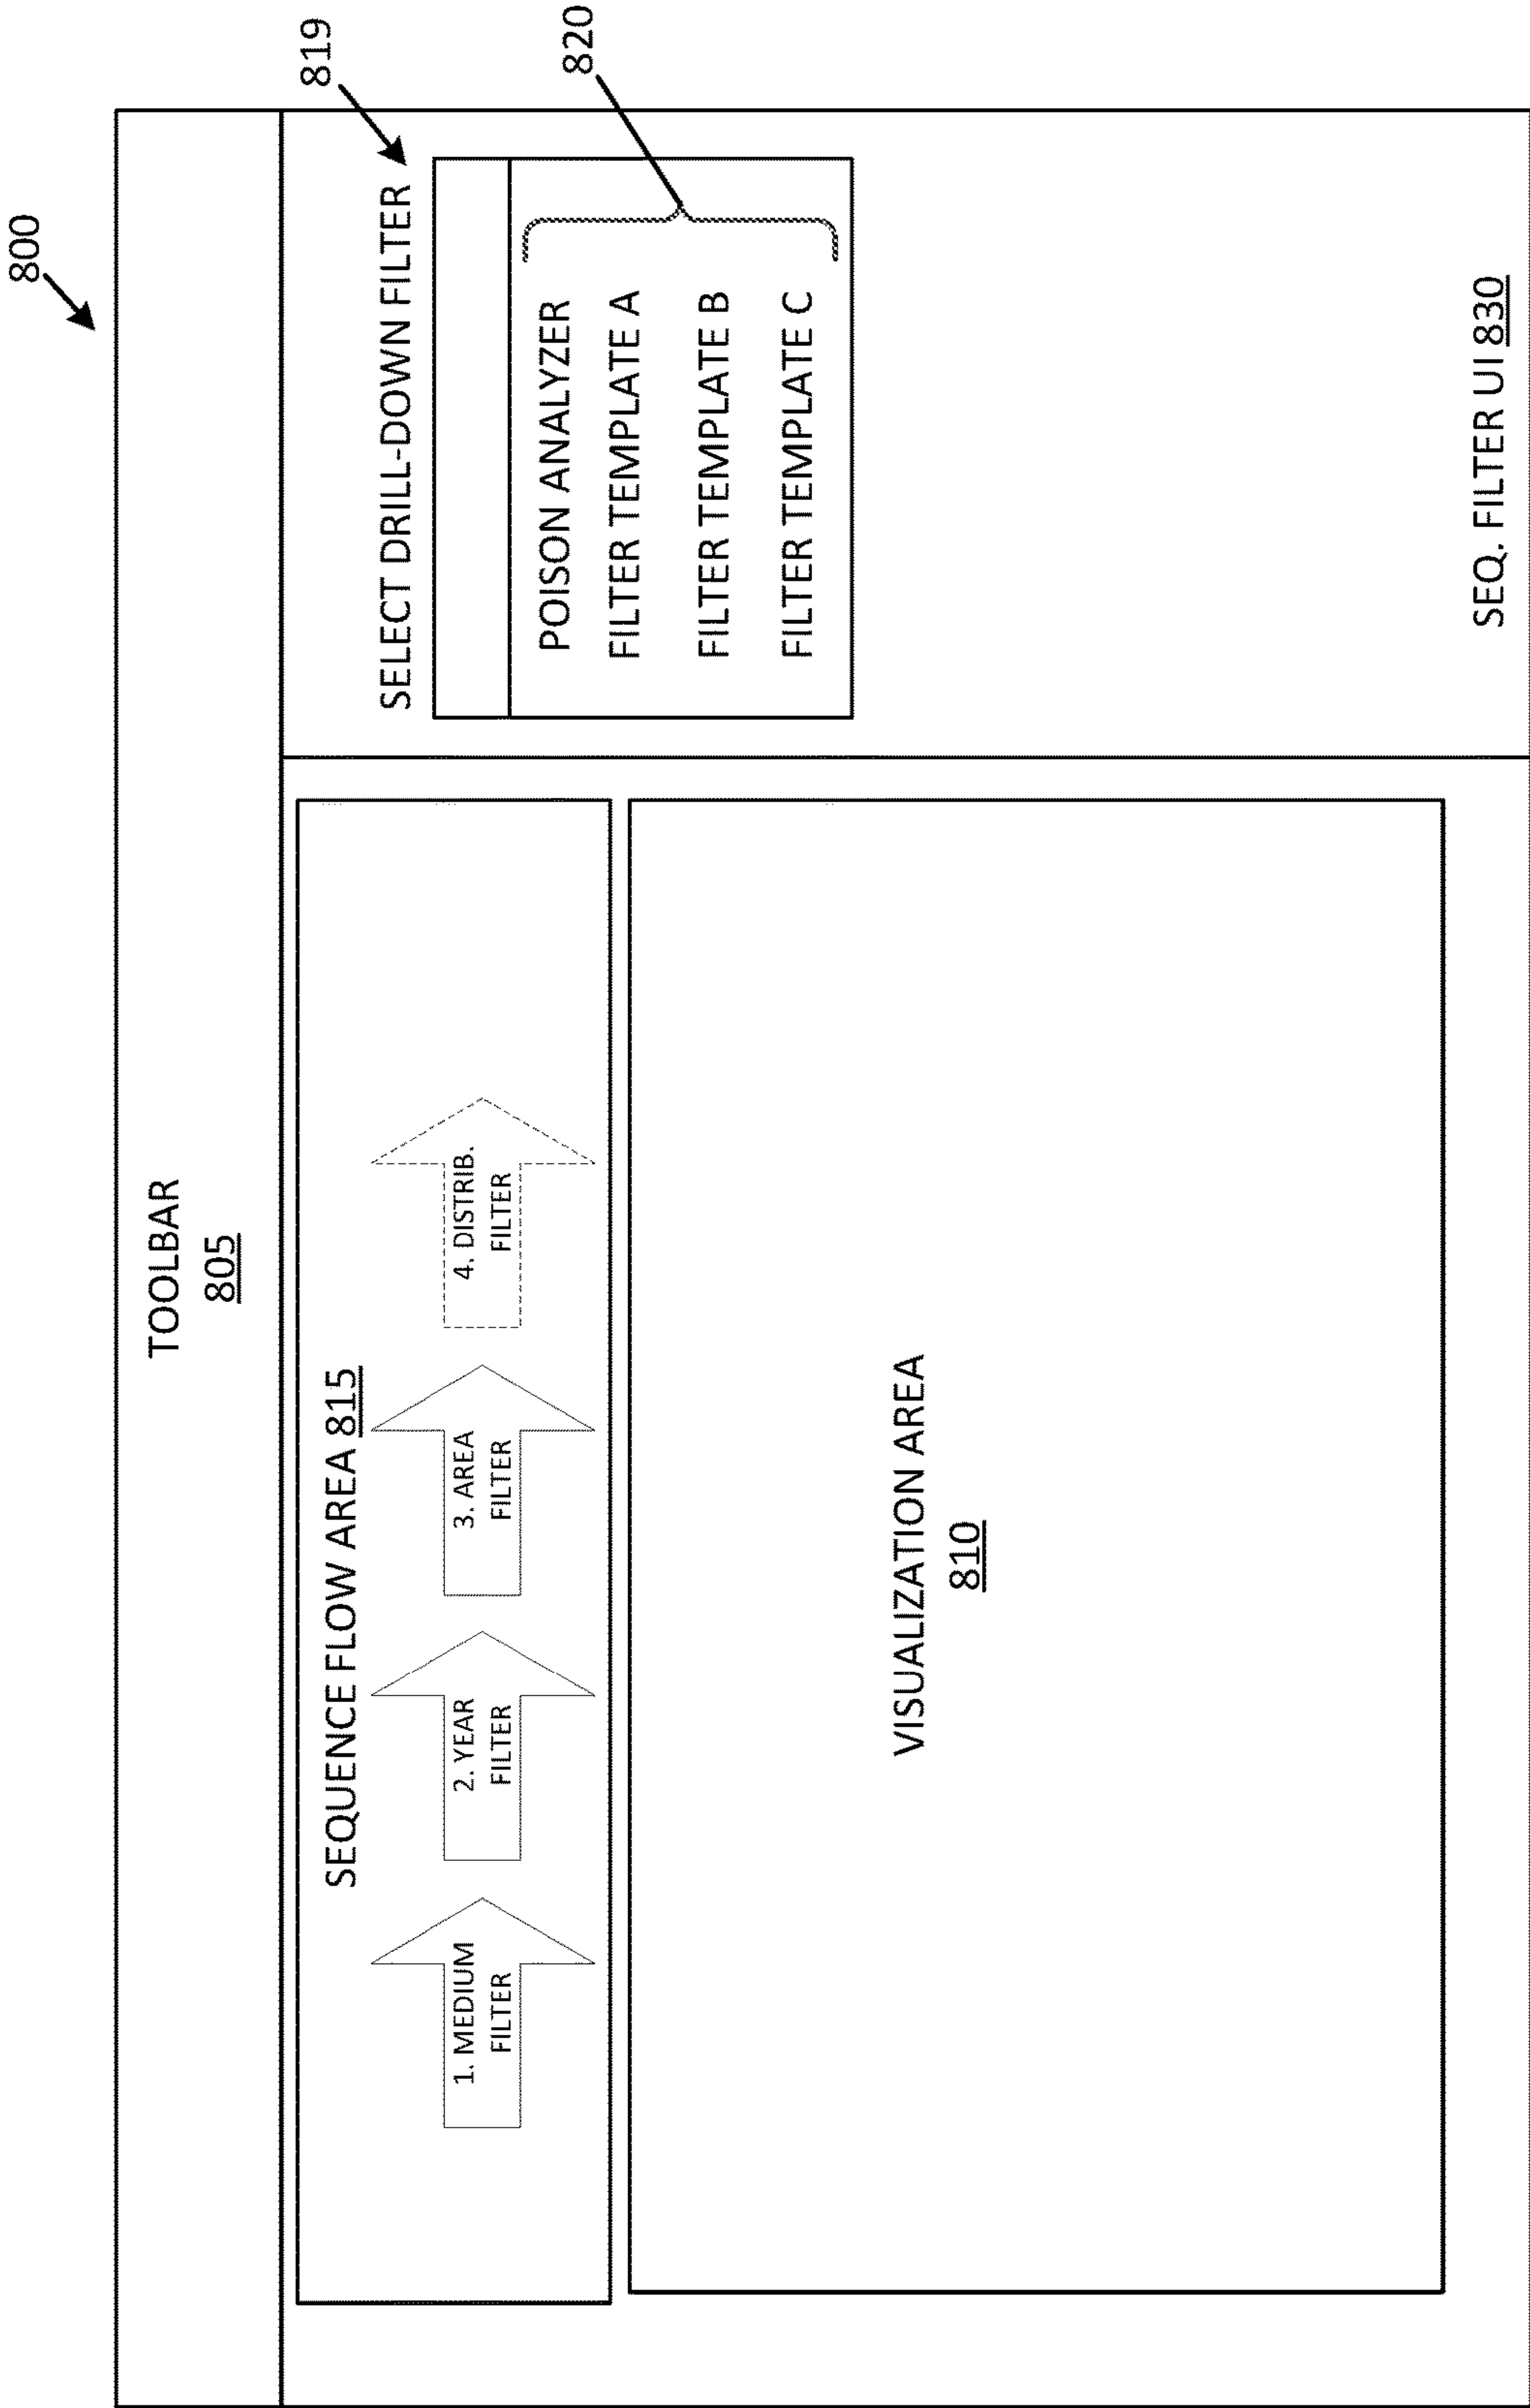 800
TOOLBAR
805
SEQUENCE FLOW AREA 815
1. MEDIUM
FILTER
2. YEAR
FILTER
3. AREA
FILTER
4. DISTRIB.
FILTER
VISUALIZATION AREA
810
819
SELECT DRILL-DOWN FILTER
POISON ANALYZER
FILTER TEMPLATE A
FILTER TEMPLATE B
FILTER TEMPLATE C
820
SEQ. FILTER UI 830